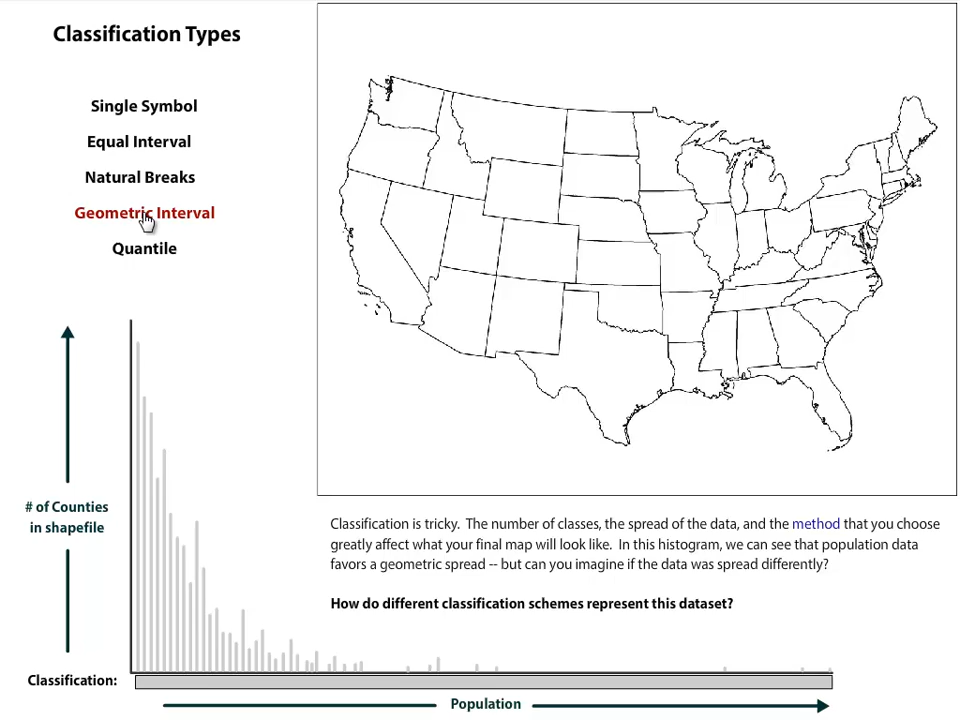 Classification Types
Single Symbol
Equal Interval
Natural Breaks
Geometric Interval
Quantile
# of Counties
in shapefile
Classification is tricky. The number of classes, the spread of the data, and the method that you choose
greatly affect what your final map will look like. In this histogram, we can see that population data
favors a geometric spread -- but can you imagine if the data was spread differently?
How do different classification schemes represent this dataset?
Classification:
Population